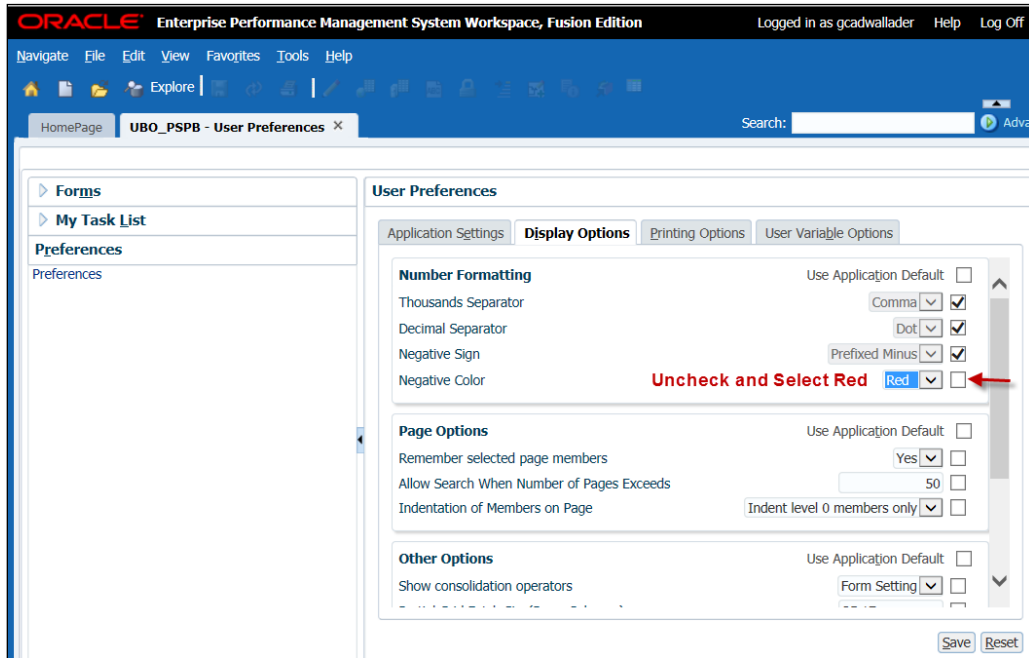 ORACLE Enterprise Performance Management System Workspace, Fusion Edition Logged in as gcadwallader Help Log Off
Navigate File Edit View Favorites Tools Help
Explore
HomePage UBO_PSPB - User Preferences × Search: Adva
Forms
My Task List
Preferences
Preferences
User Preferences
Application Settings Display Options Printing Options User Variable Options
Number Formatting Use Application Default
Thousands Separator Comma
Decimal Separator Dot
Negative Sign Prefixed Minus
Negative Color Uncheck and Select Red Red
Page Options Use Application Default
Remember selected page members Yes
Allow Search When Number of Pages Exceeds 50
Indentation of Members on Page Indent level 0 members only
Other Options Use Application Default
Show consolidation operators Form Setting
Save Reset